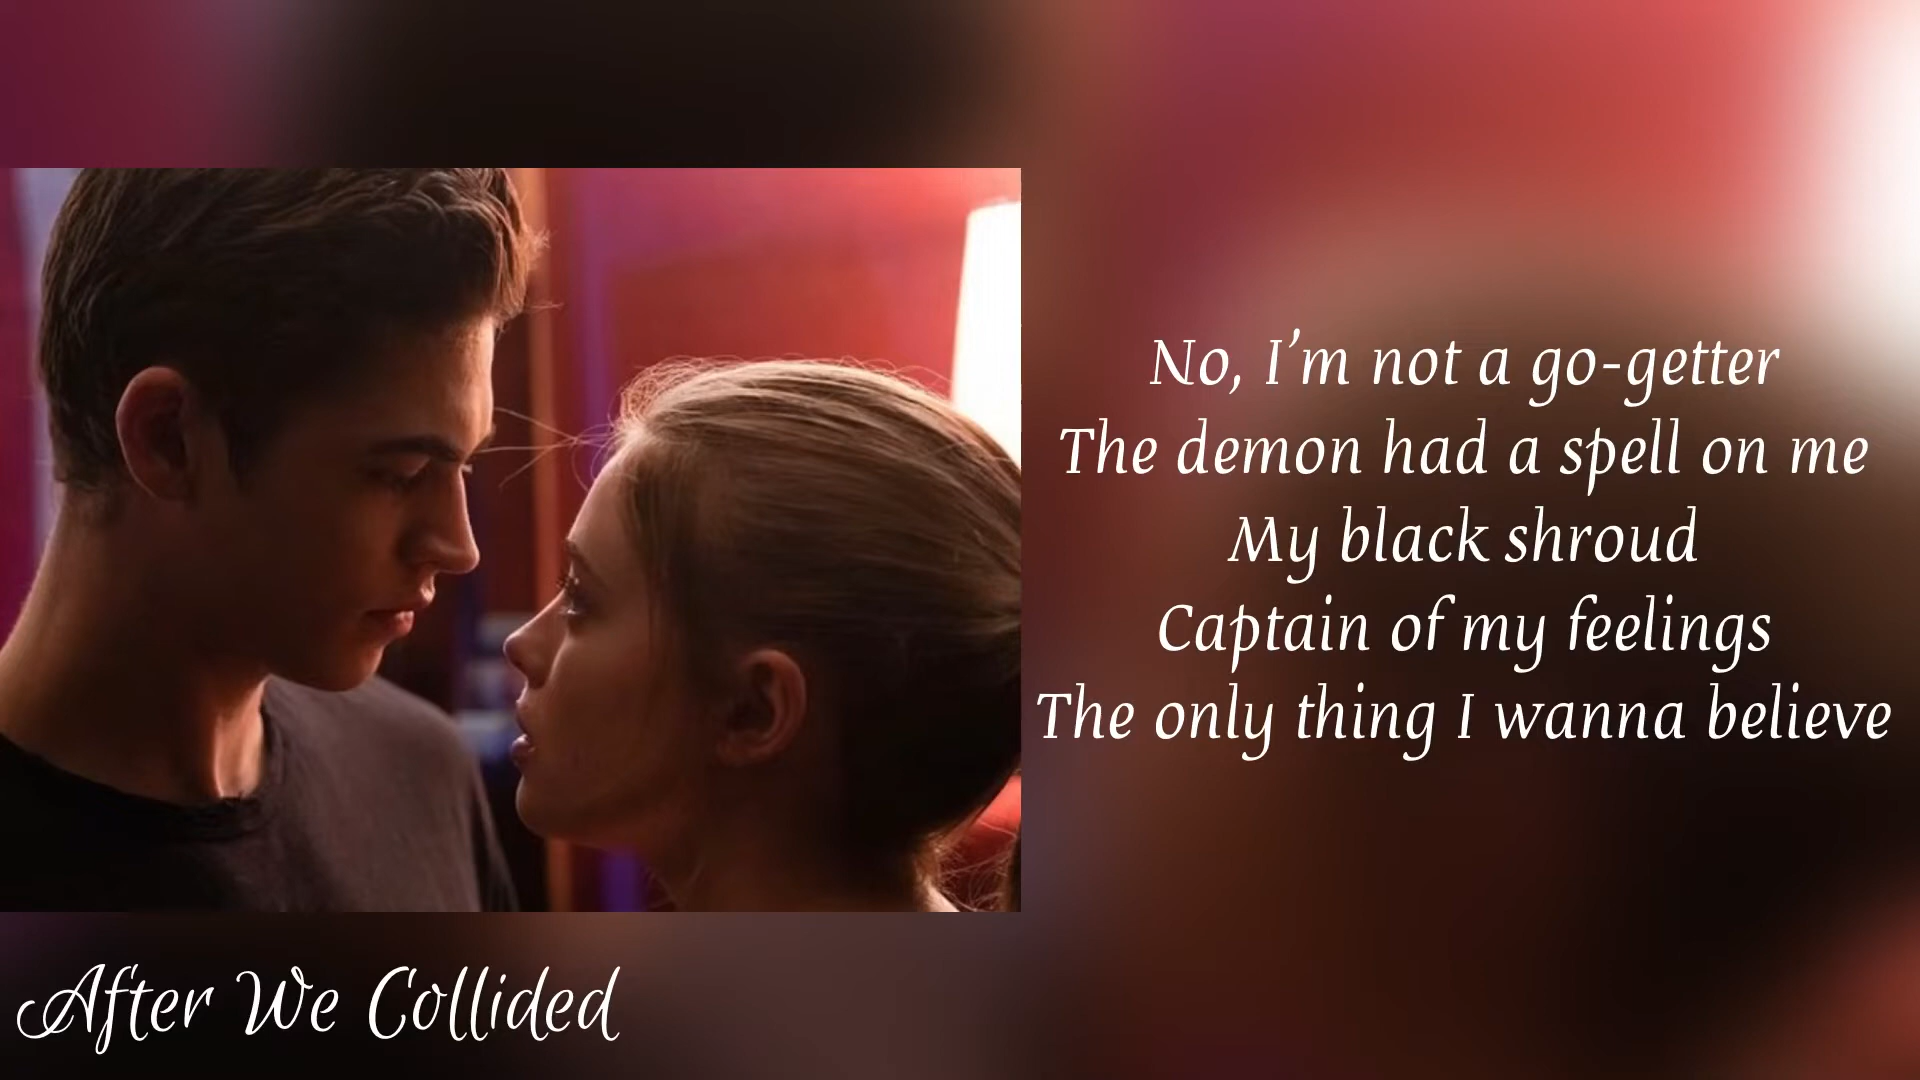 No, I’m not a go-getter
The demon had a spell on me
My black shroud
Captain of my feelings
The only thing I wanna believe
After We Collided